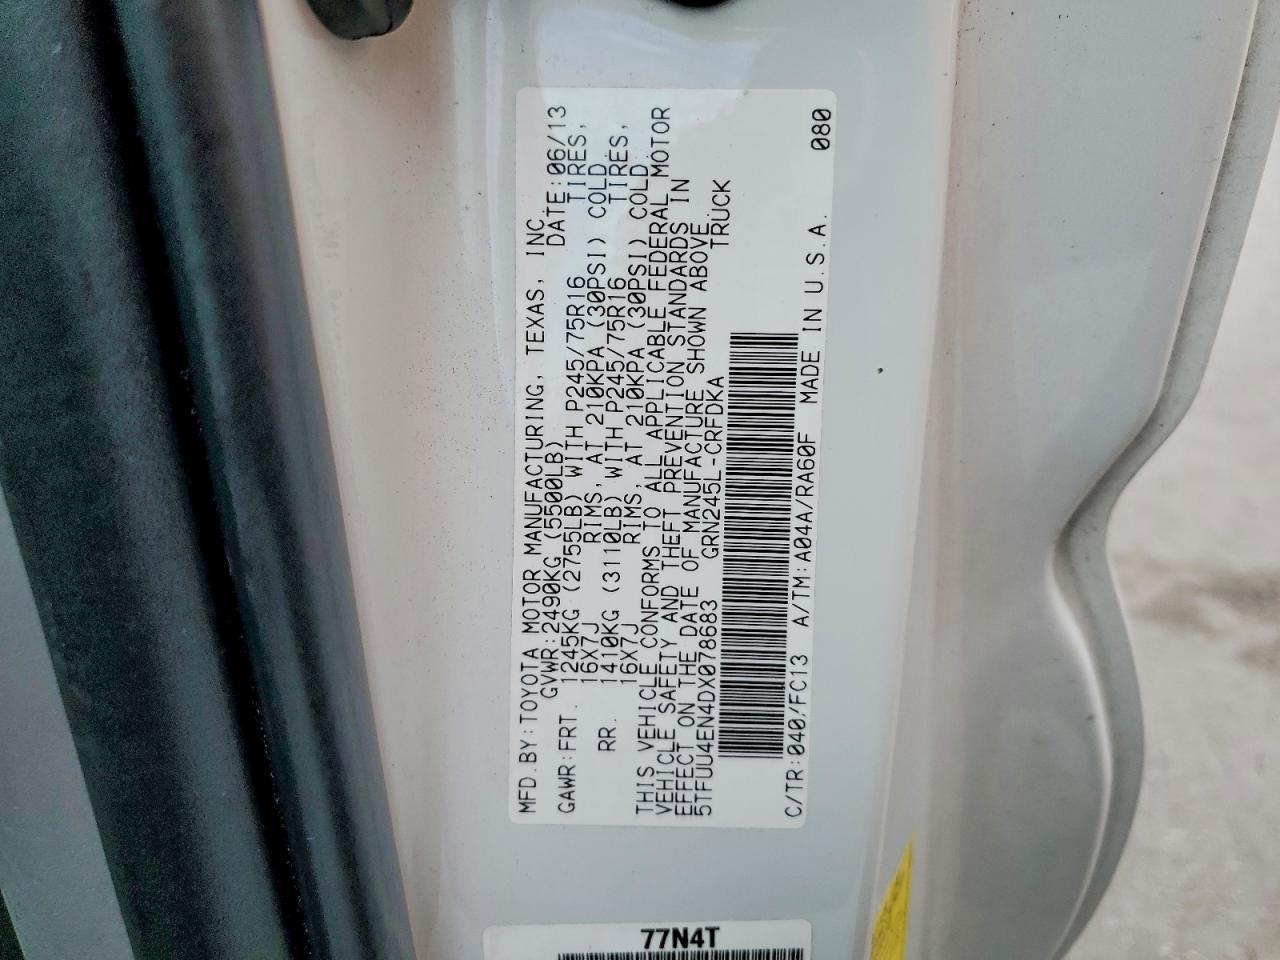 MFD.BY:TOYOTA MOTOR MANUFACTURING, TEXAS, INC.
GVWR:2490KG (5500LB) DATE:06/13
GAWR:FRT. 1245KG (2755LB) WITH P245/75R16 TIRES,
16X7J RIMS, AT 210KPA (30PSI) COLD.
RR. 1410KG (3110LB) WITH P245/75R16 TIRES,
16X7J RIMS, AT 210KPA (30PSI) COLD.
THIS VEHICLE CONFORMS TO ALL APPLICABLE FEDERAL MOTOR
VEHICLE SAFETY AND THEFT PREVENTION STANDARDS IN
EFFECT ON THE DATE OF MANUFACTURE SHOWN ABOVE.
5TFUU4EN4DX078683 GRN245L-CRFDKA TRUCK
C/TR:040/FC13 A/TM:A04A/RA60F MADE IN U.S.A. 080
77N4T